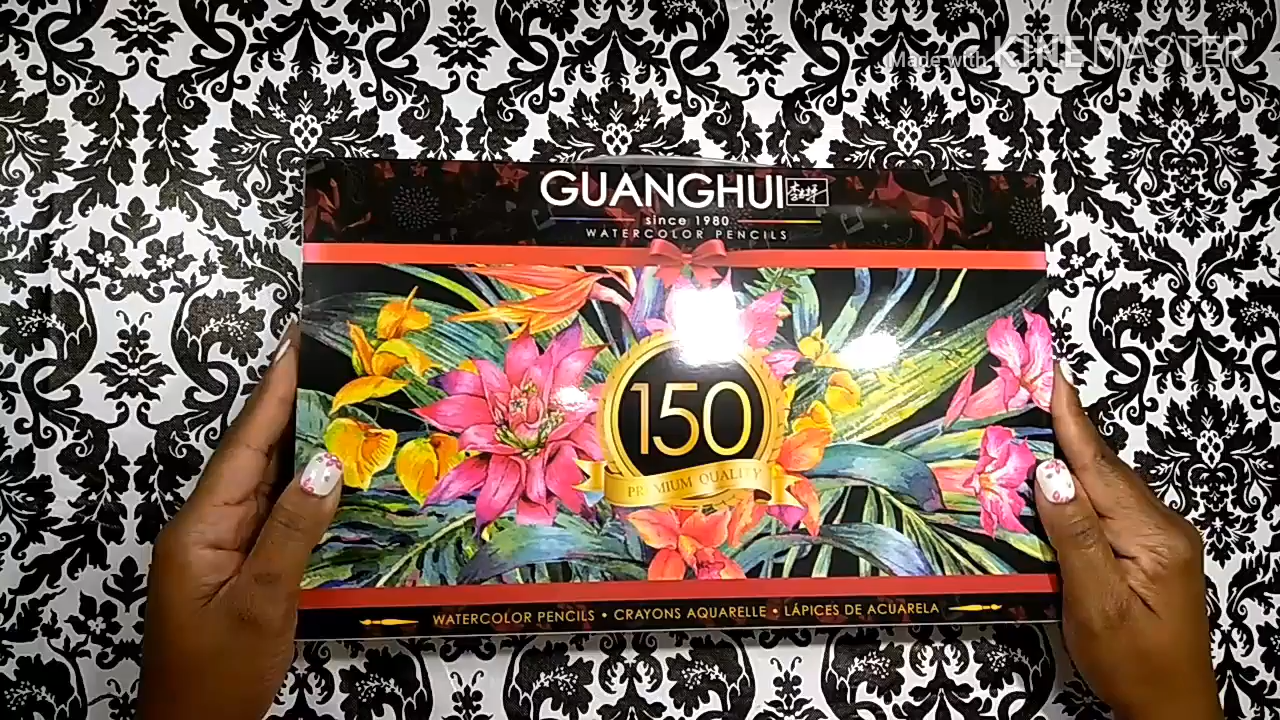 Made with KINEMASTER
GUANGHUI
since 1980
WATERCOLOR PENCILS
150
PREMIUM QUALITY
WATERCOLOR PENCILS • CRAYONS AQUARELLE • LÁPICES DE ACUARELA